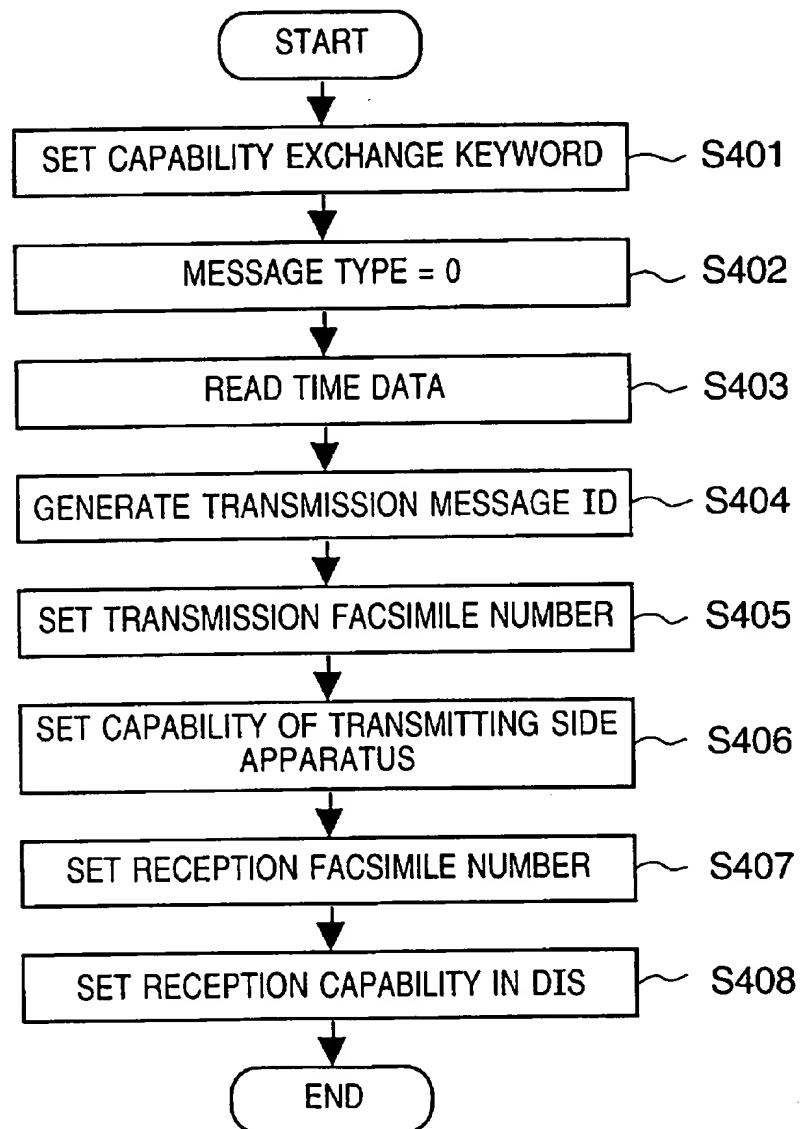 START
SET CAPABILITY EXCHANGE KEYWORD S401
MESSAGE TYPE = 0 S402
READ TIME DATA S403
GENERATE TRANSMISSION MESSAGE ID S404
SET TRANSMISSION FACSIMILE NUMBER S405
SET CAPABILITY OF TRANSMITTING SIDE
APPARATUS S406
SET RECEPTION FACSIMILE NUMBER S407
SET RECEPTION CAPABILITY IN DIS S408
END